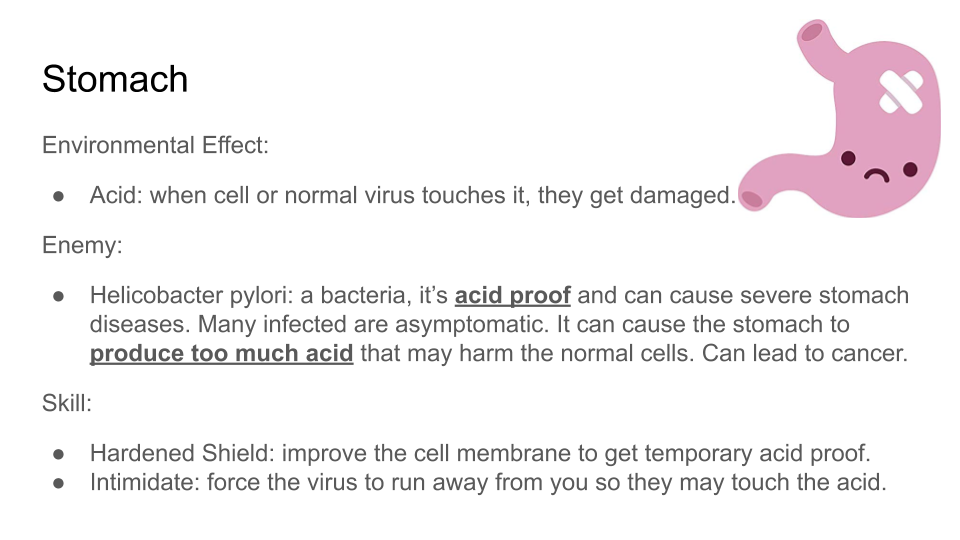 Stomach
Environmental Effect:
● Acid: when cell or normal virus touches it, they get damaged.
Enemy:
● Helicobacter pylori: a bacteria, it’s acid proof and can cause severe stomach
diseases. Many infected are asymptomatic. It can cause the stomach to
produce too much acid that may harm the normal cells. Can lead to cancer.
Skill:
● Hardened Shield: improve the cell membrane to get temporary acid proof.
● Intimidate: force the virus to run away from you so they may touch the acid.